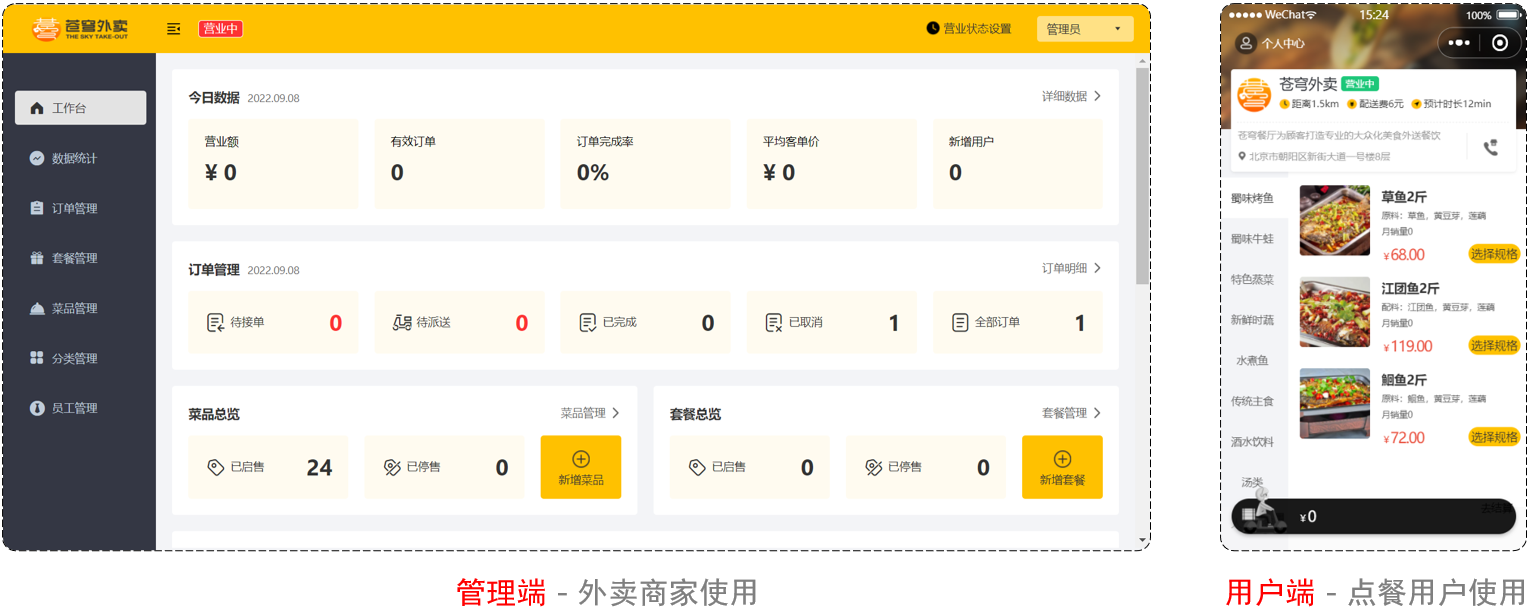 苍穹外卖
THE SKY TAKE-OUT
营业中
营业状态设置
管理员
工作台
数据统计
订单管理
套餐管理
菜品管理
分类管理
员工管理
今日数据 2022.09.08
详细数据
营业额
¥ 0
有效订单
0
订单完成率
0%
平均客单价
¥ 0
新增用户
0
订单管理 2022.09.08
订单明细
待接单 0
待派送 0
已完成 0
已取消 1
全部订单 1
菜品总览
菜品管理
已启售 24
已停售 0
新增菜品
套餐总览
套餐管理
已启售 0
已停售 0
新增套餐
管理端 - 外卖商家使用
WeChat 15:24 100%
个人中心
苍穹外卖 营业中
距离1.5km 配送费6元 预计时长12min
苍穹餐厅为顾客打造专业的大众化美食外送餐饮
北京市朝阳区新街大道一号楼8层
蜀味烤鱼
蜀味牛蛙
特色蒸菜
新鲜时蔬
水煮鱼
传统主食
酒水饮料
汤类
草鱼2斤
原料：草鱼，黄豆芽，莲藕
月销量0
¥68.00
选择规格
江团鱼2斤
配料：江团鱼，黄豆芽，莲藕
月销量0
¥119.00
选择规格
鮰鱼2斤
原料：鮰鱼，黄豆芽，莲藕
月销量0
¥72.00
选择规格
¥0
去结算
用户端 - 点餐用户使用